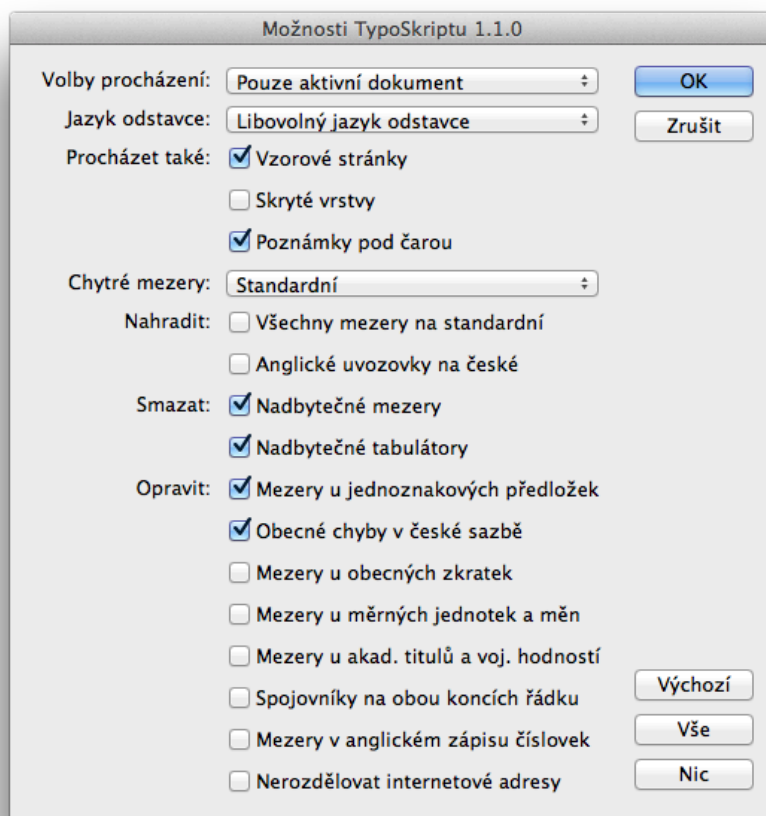 Možnosti TypoSkriptu 1.1.0
Volby procházení: Pouze aktivní dokument OK
Jazyk odstavce: Libovolný jazyk odstavce Zrušit
Procházet také: Vzorové stránky
Skryté vrstvy
Poznámky pod čarou
Chytré mezery: Standardní
Nahradit: Všechny mezery na standardní
Anglické uvozovky na české
Smazat: Nadbytečné mezery
Nadbytečné tabulátory
Opravit: Mezery u jednoznakových předložek
Obecné chyby v české sazbě
Mezery u obecných zkratek
Mezery u měrných jednotek a měn
Mezery u akad. titulů a voj. hodností
Spojovníky na obou koncích řádku Výchozí
Mezery v anglickém zápisu číslovek Vše
Nerozdělovat internetové adresy Nic